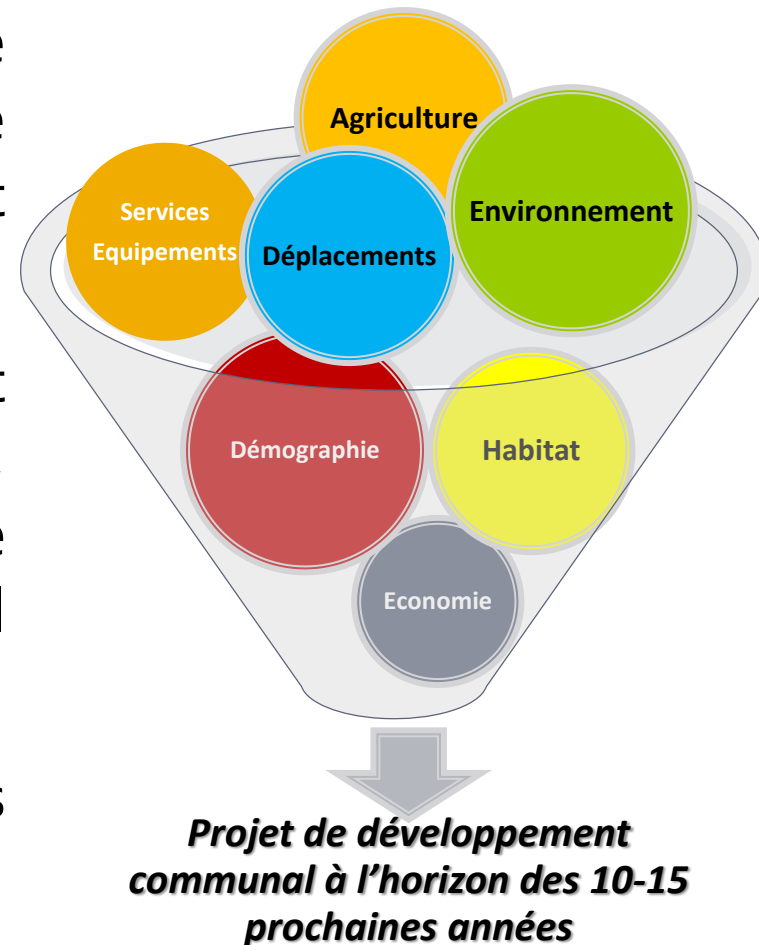 Agriculture
Environnement
Services
Equipements
Déplacements
Démographie
Habitat
Economie
Projet de développement
communal à l’horizon des 10-15
prochaines années